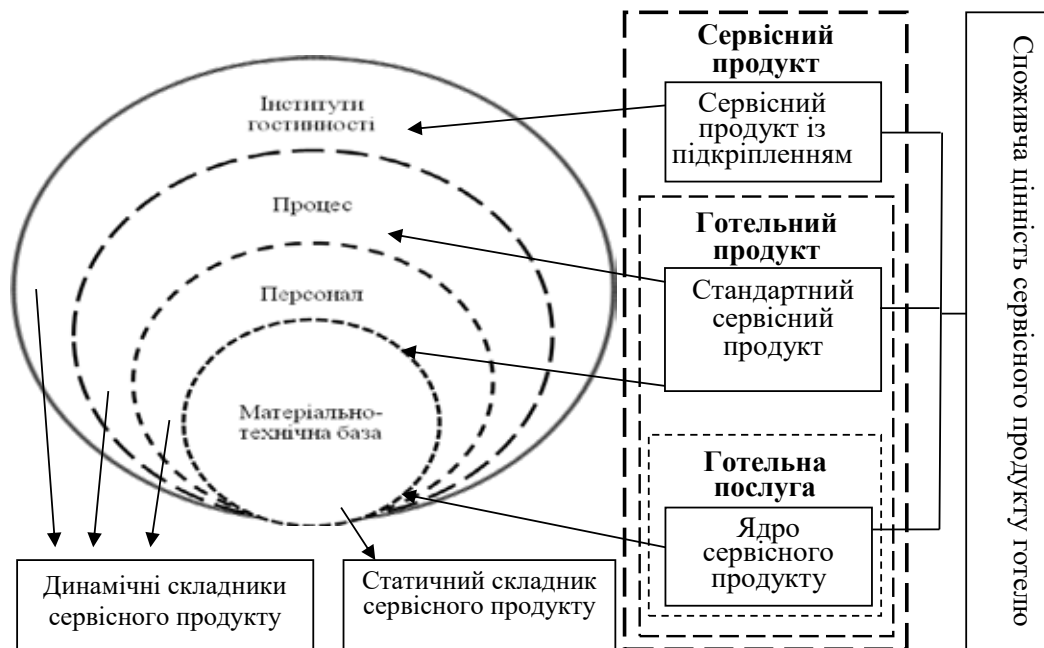 Інститути
гостинності
Процес
Персонал
Матеріально-
технічна база
Динамічні складники
сервісного продукту
Статичний складник
сервісного продукту
Сервісний
продукт
Сервісний
продукт із
підкріпленням
Готельний
продукт
Стандартний
сервісний
продукт
Готельна
послуга
Ядро
сервісного
продукту
Споживча цінність сервісного продукту готелю